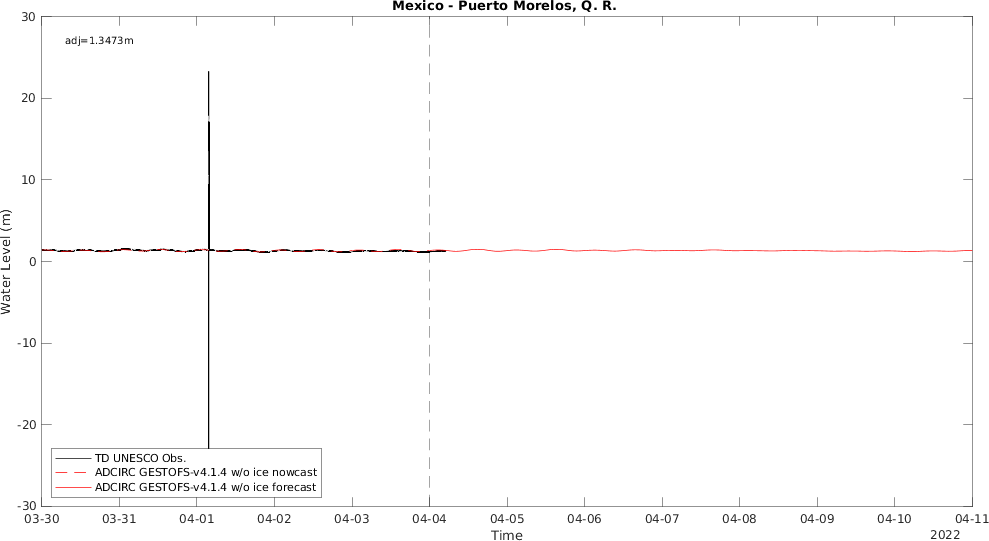 Mexico - Puerto Morelos, Q. R.
adj=1.3473m
30
20
10
0
-10
-20
-30
Water Level (m)
TD UNESCO Obs.
ADCIRC GESTOFS-v4.1.4 w/o ice nowcast
ADCIRC GESTOFS-v4.1.4 w/o ice forecast
03-30 03-31 04-01 04-02 04-03 04-04 04-05 04-06 04-07 04-08 04-09 04-10 04-11
Time
2022